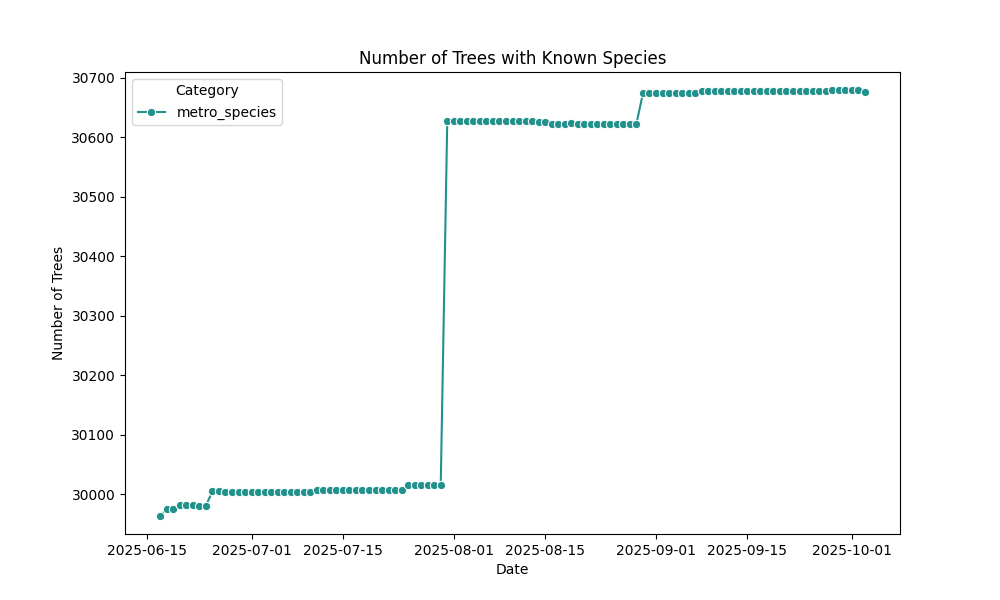 Number of Trees with Known Species
Category
metro_species
Number of Trees
30700
30600
30500
30400
30300
30200
30100
30000
2025-06-15 2025-07-01 2025-07-15 2025-08-01 2025-08-15 2025-09-01 2025-09-15 2025-10-01
Date